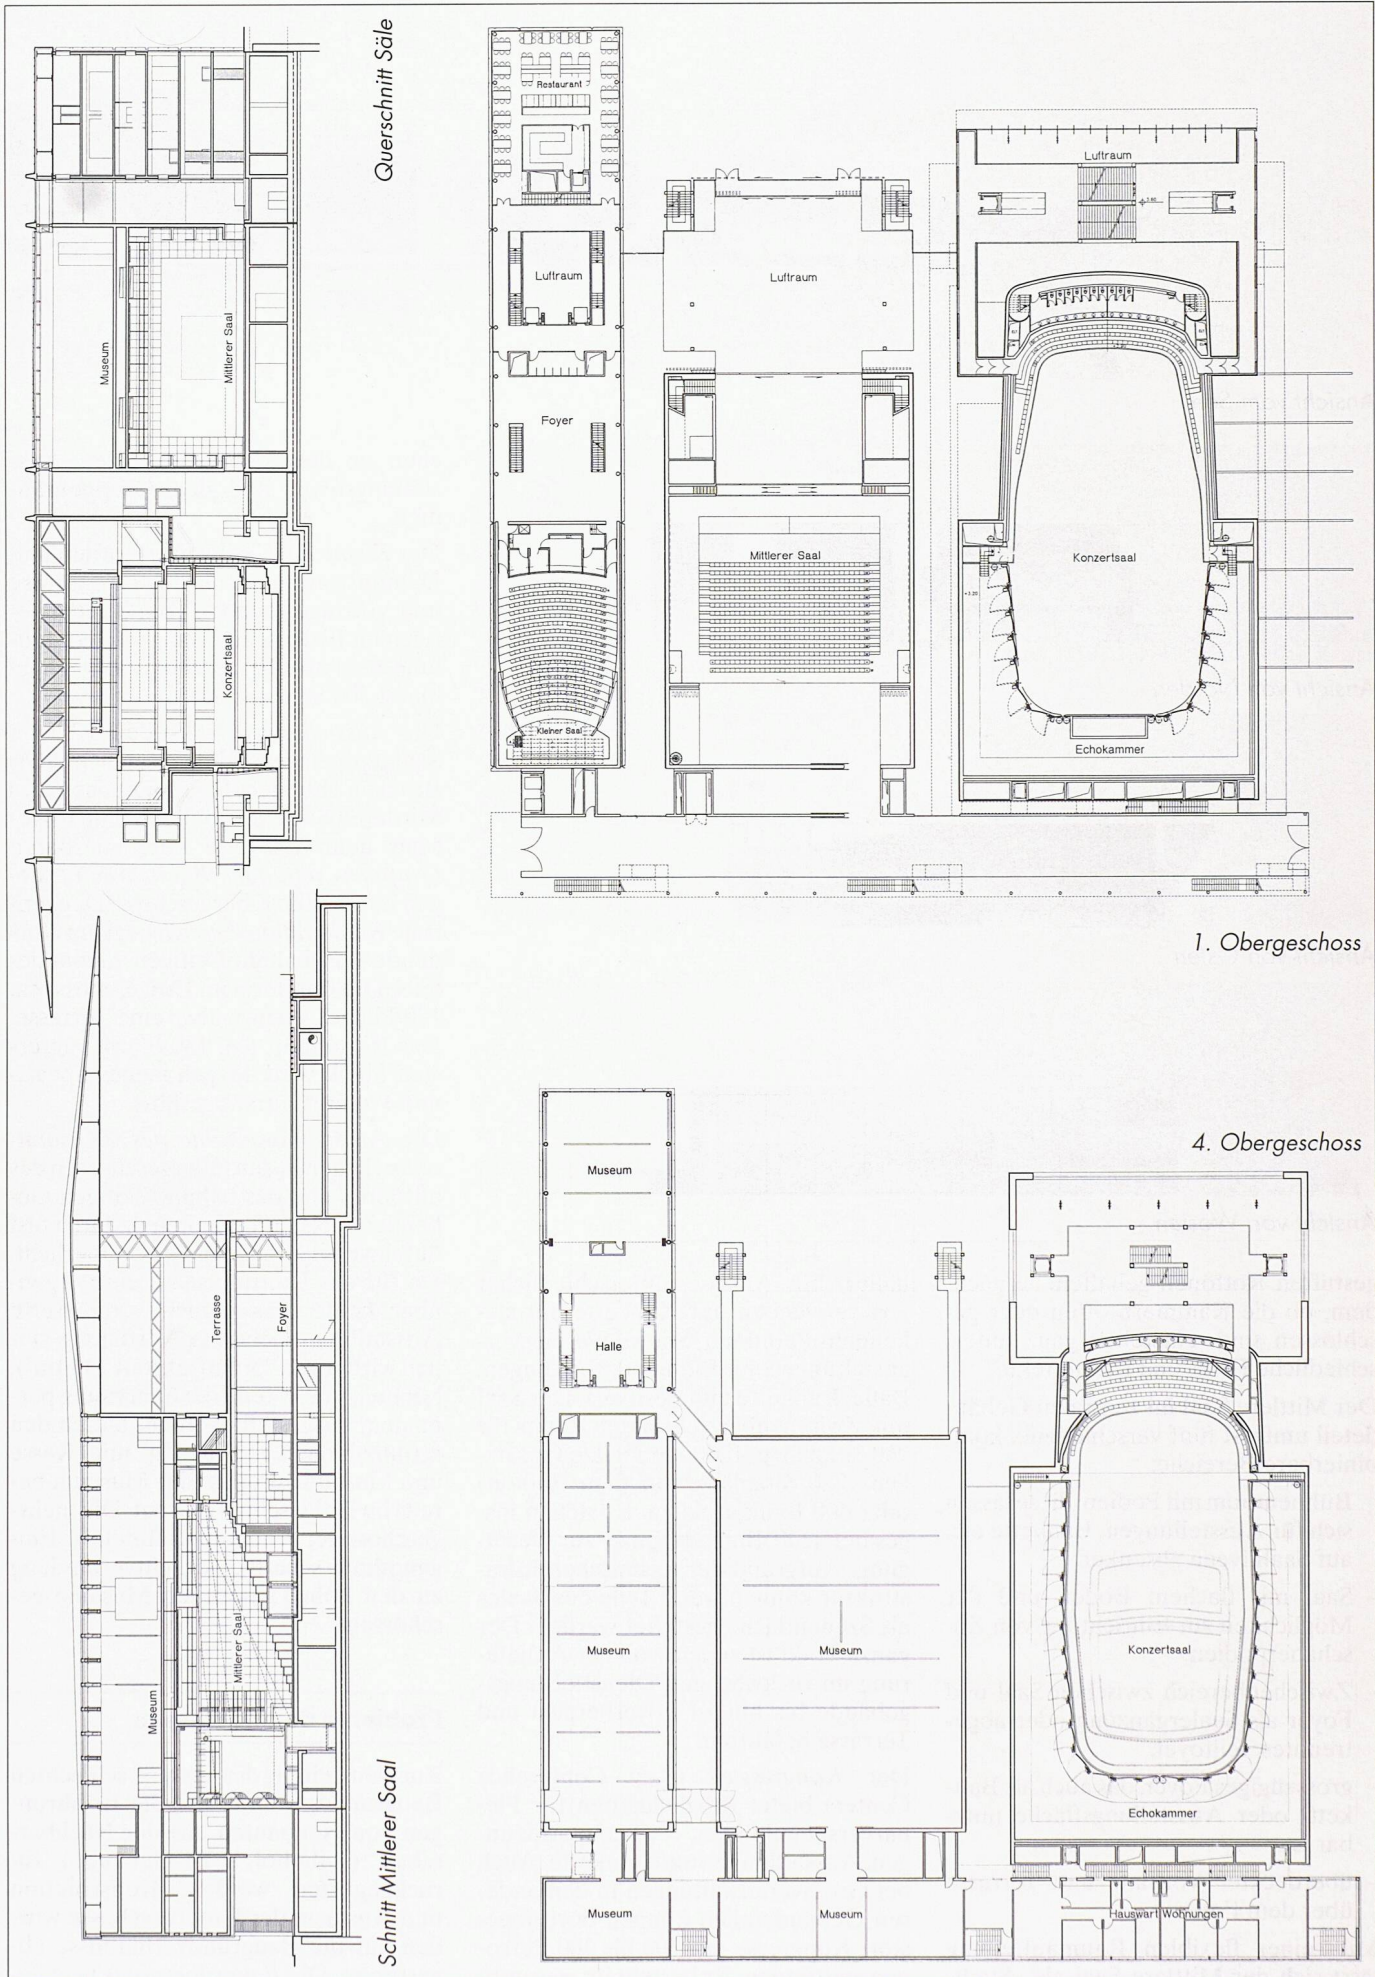 Querschnitt Säle
Museum
Mittlerer Saal
Konzertsaal
Restaurant
Luftraum
Foyer
Kleiner Saal
Luftraum
Mittlerer Saal
Luftraum
Konzertsaal
+3.20
Echokammer
1. Obergeschoss
Schnitt Mittlerer Saal
Terrasse
Foyer
Mittlerer Saal
Museum
4. Obergeschoss
Museum
Halle
Museum
Museum
Konzertsaal
Echokammer
Museum
Museum
Hauswart Wohnungen